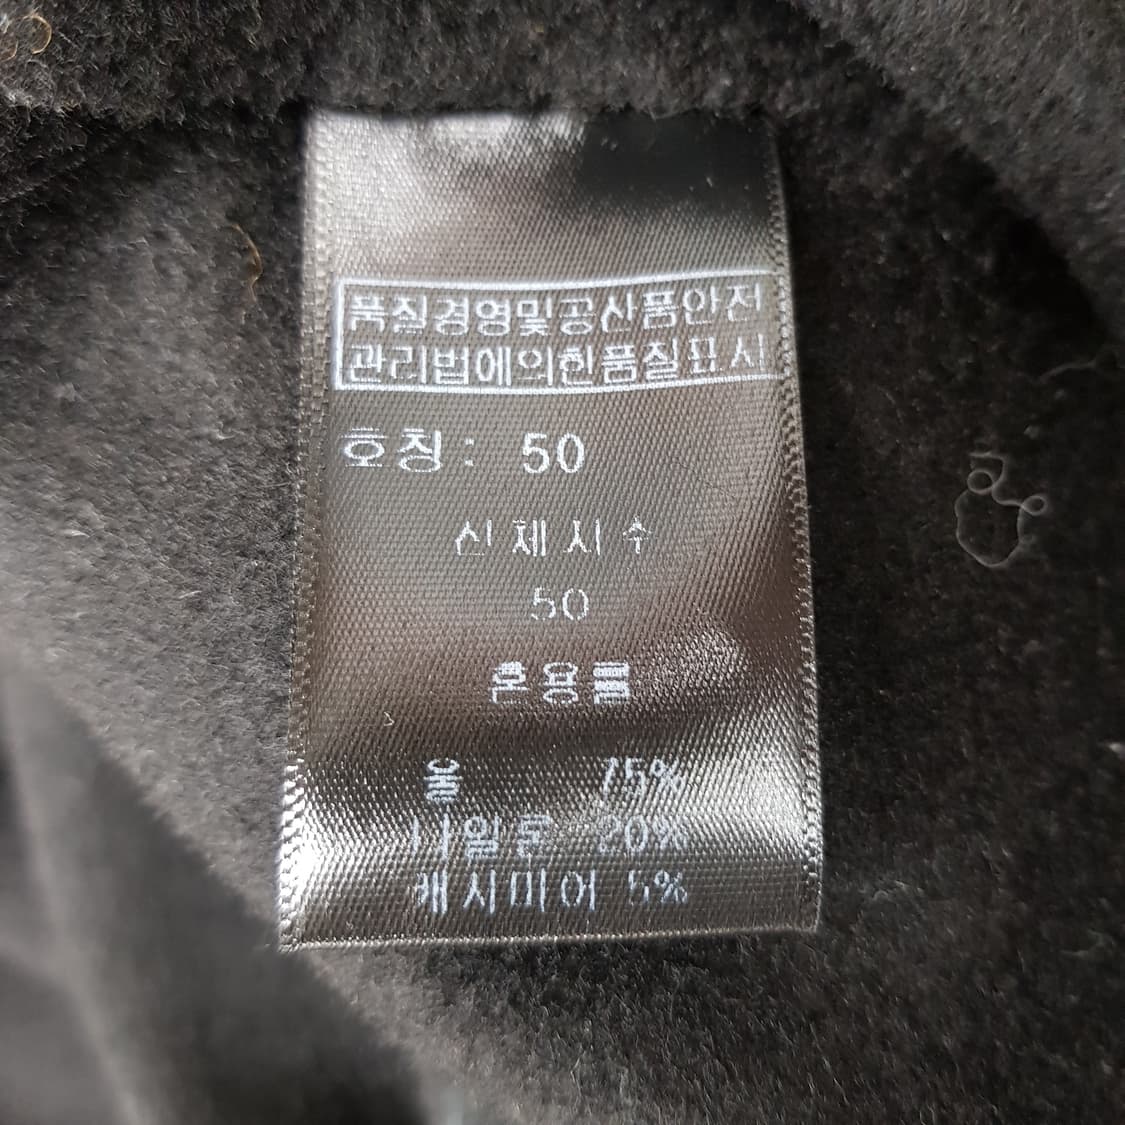 품질경영및공산품안전
관리법에의한품질표시
호칭: 50
신체치수
50
혼용률
울 75%
나일론 20%
캐시미어 5%